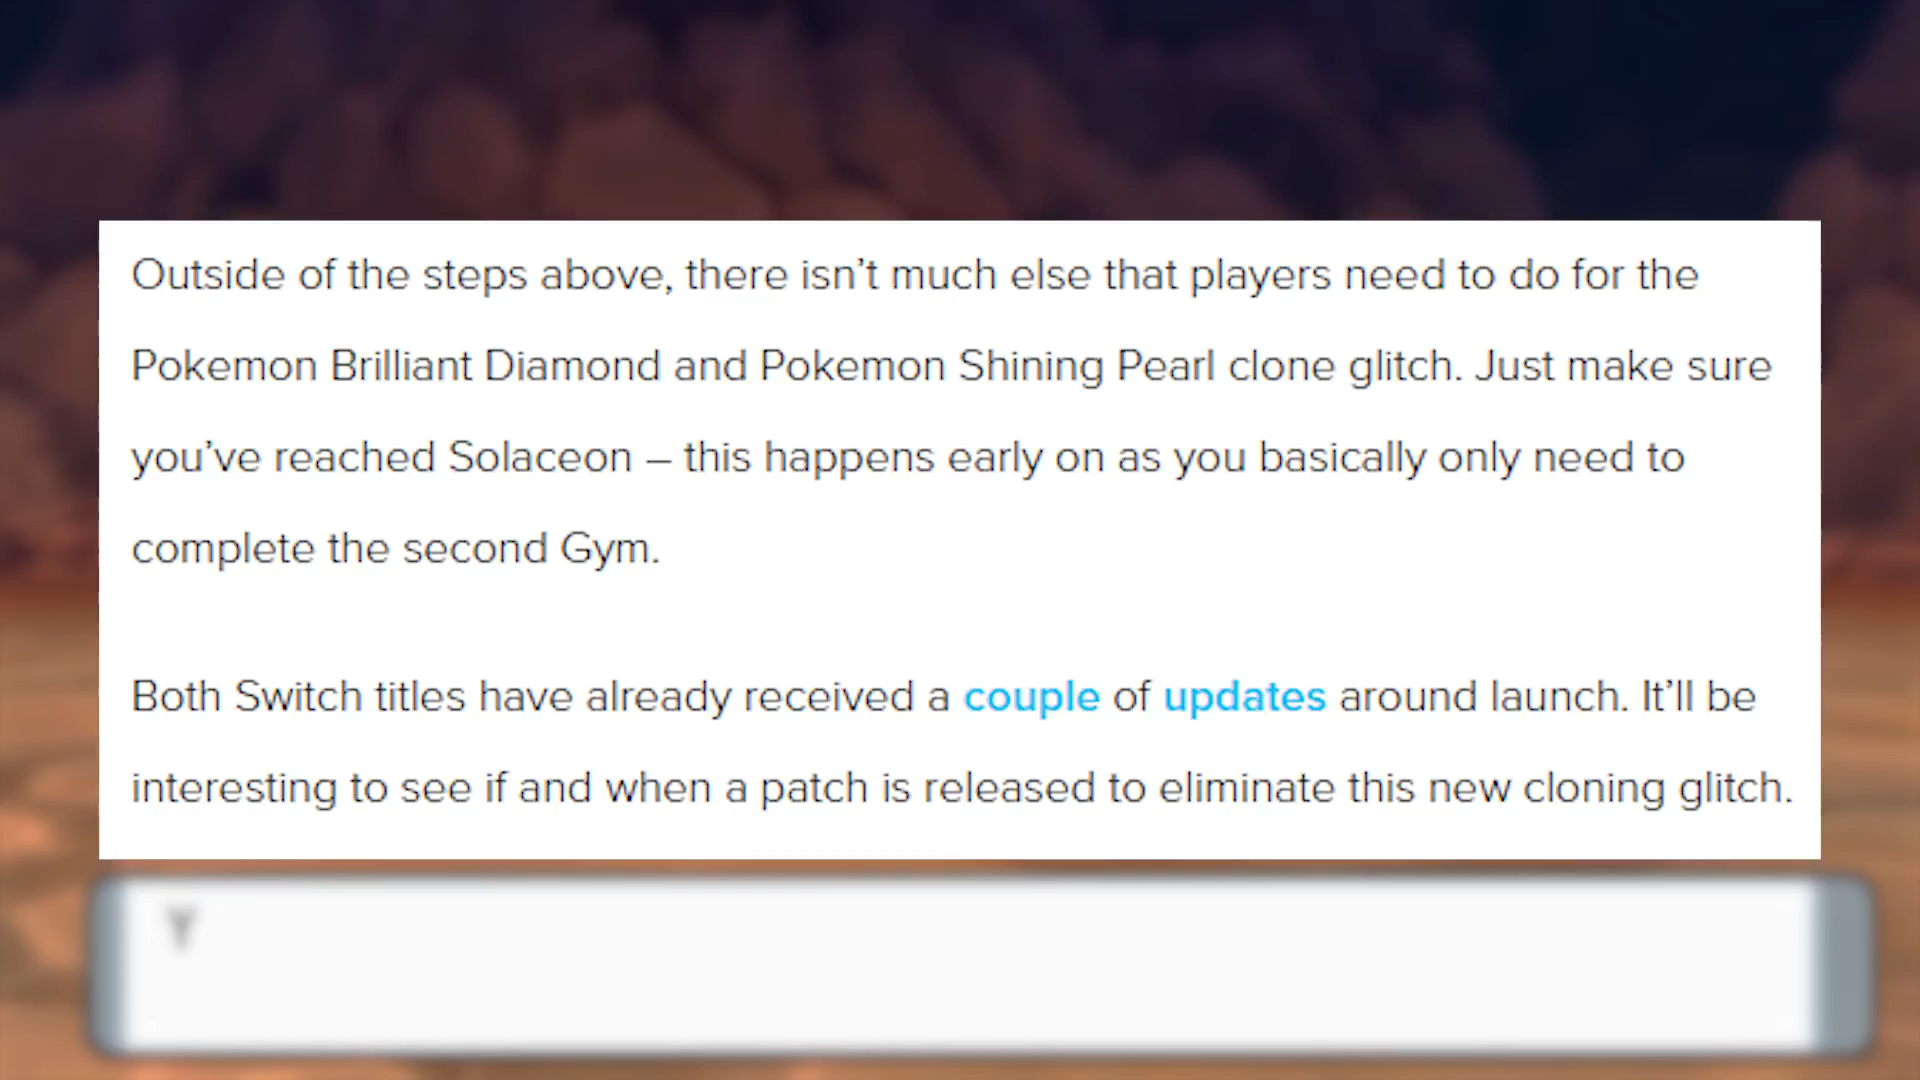 Outside of the steps above, there isn’t much else that players need to do for the
Pokemon Brilliant Diamond and Pokemon Shining Pearl clone glitch. Just make sure
you’ve reached Solaceon – this happens early on as you basically only need to
complete the second Gym.
Both Switch titles have already received a couple of updates around launch. It’ll be
interesting to see if and when a patch is released to eliminate this new cloning glitch.
Y